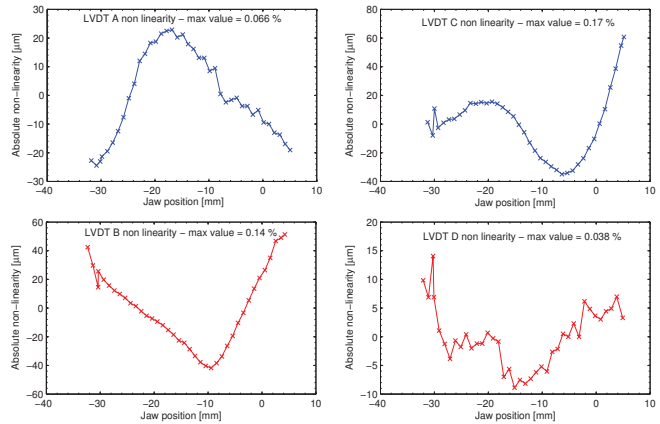 LVDT A non linearity – max value = 0.066 %
Absolute non–linearity [μm]
30
20
10
0
−10
−20
−30
−40 −30 −20 −10 0 10
Jaw position [mm]
LVDT C non linearity – max value = 0.17 %
Absolute non–linearity [μm]
80
60
40
20
0
−20
−40
−40 −30 −20 −10 0 10
Jaw position [mm]
LVDT B non linearity – max value = 0.14 %
Absolute non–linearity [μm]
60
40
20
0
−20
−40
−60
−40 −30 −20 −10 0 10
Jaw position [mm]
LVDT D non linearity – max value = 0.038 %
Absolute non–linearity [μm]
20
15
10
5
0
−5
−10
−40 −30 −20 −10 0 10
Jaw position [mm]